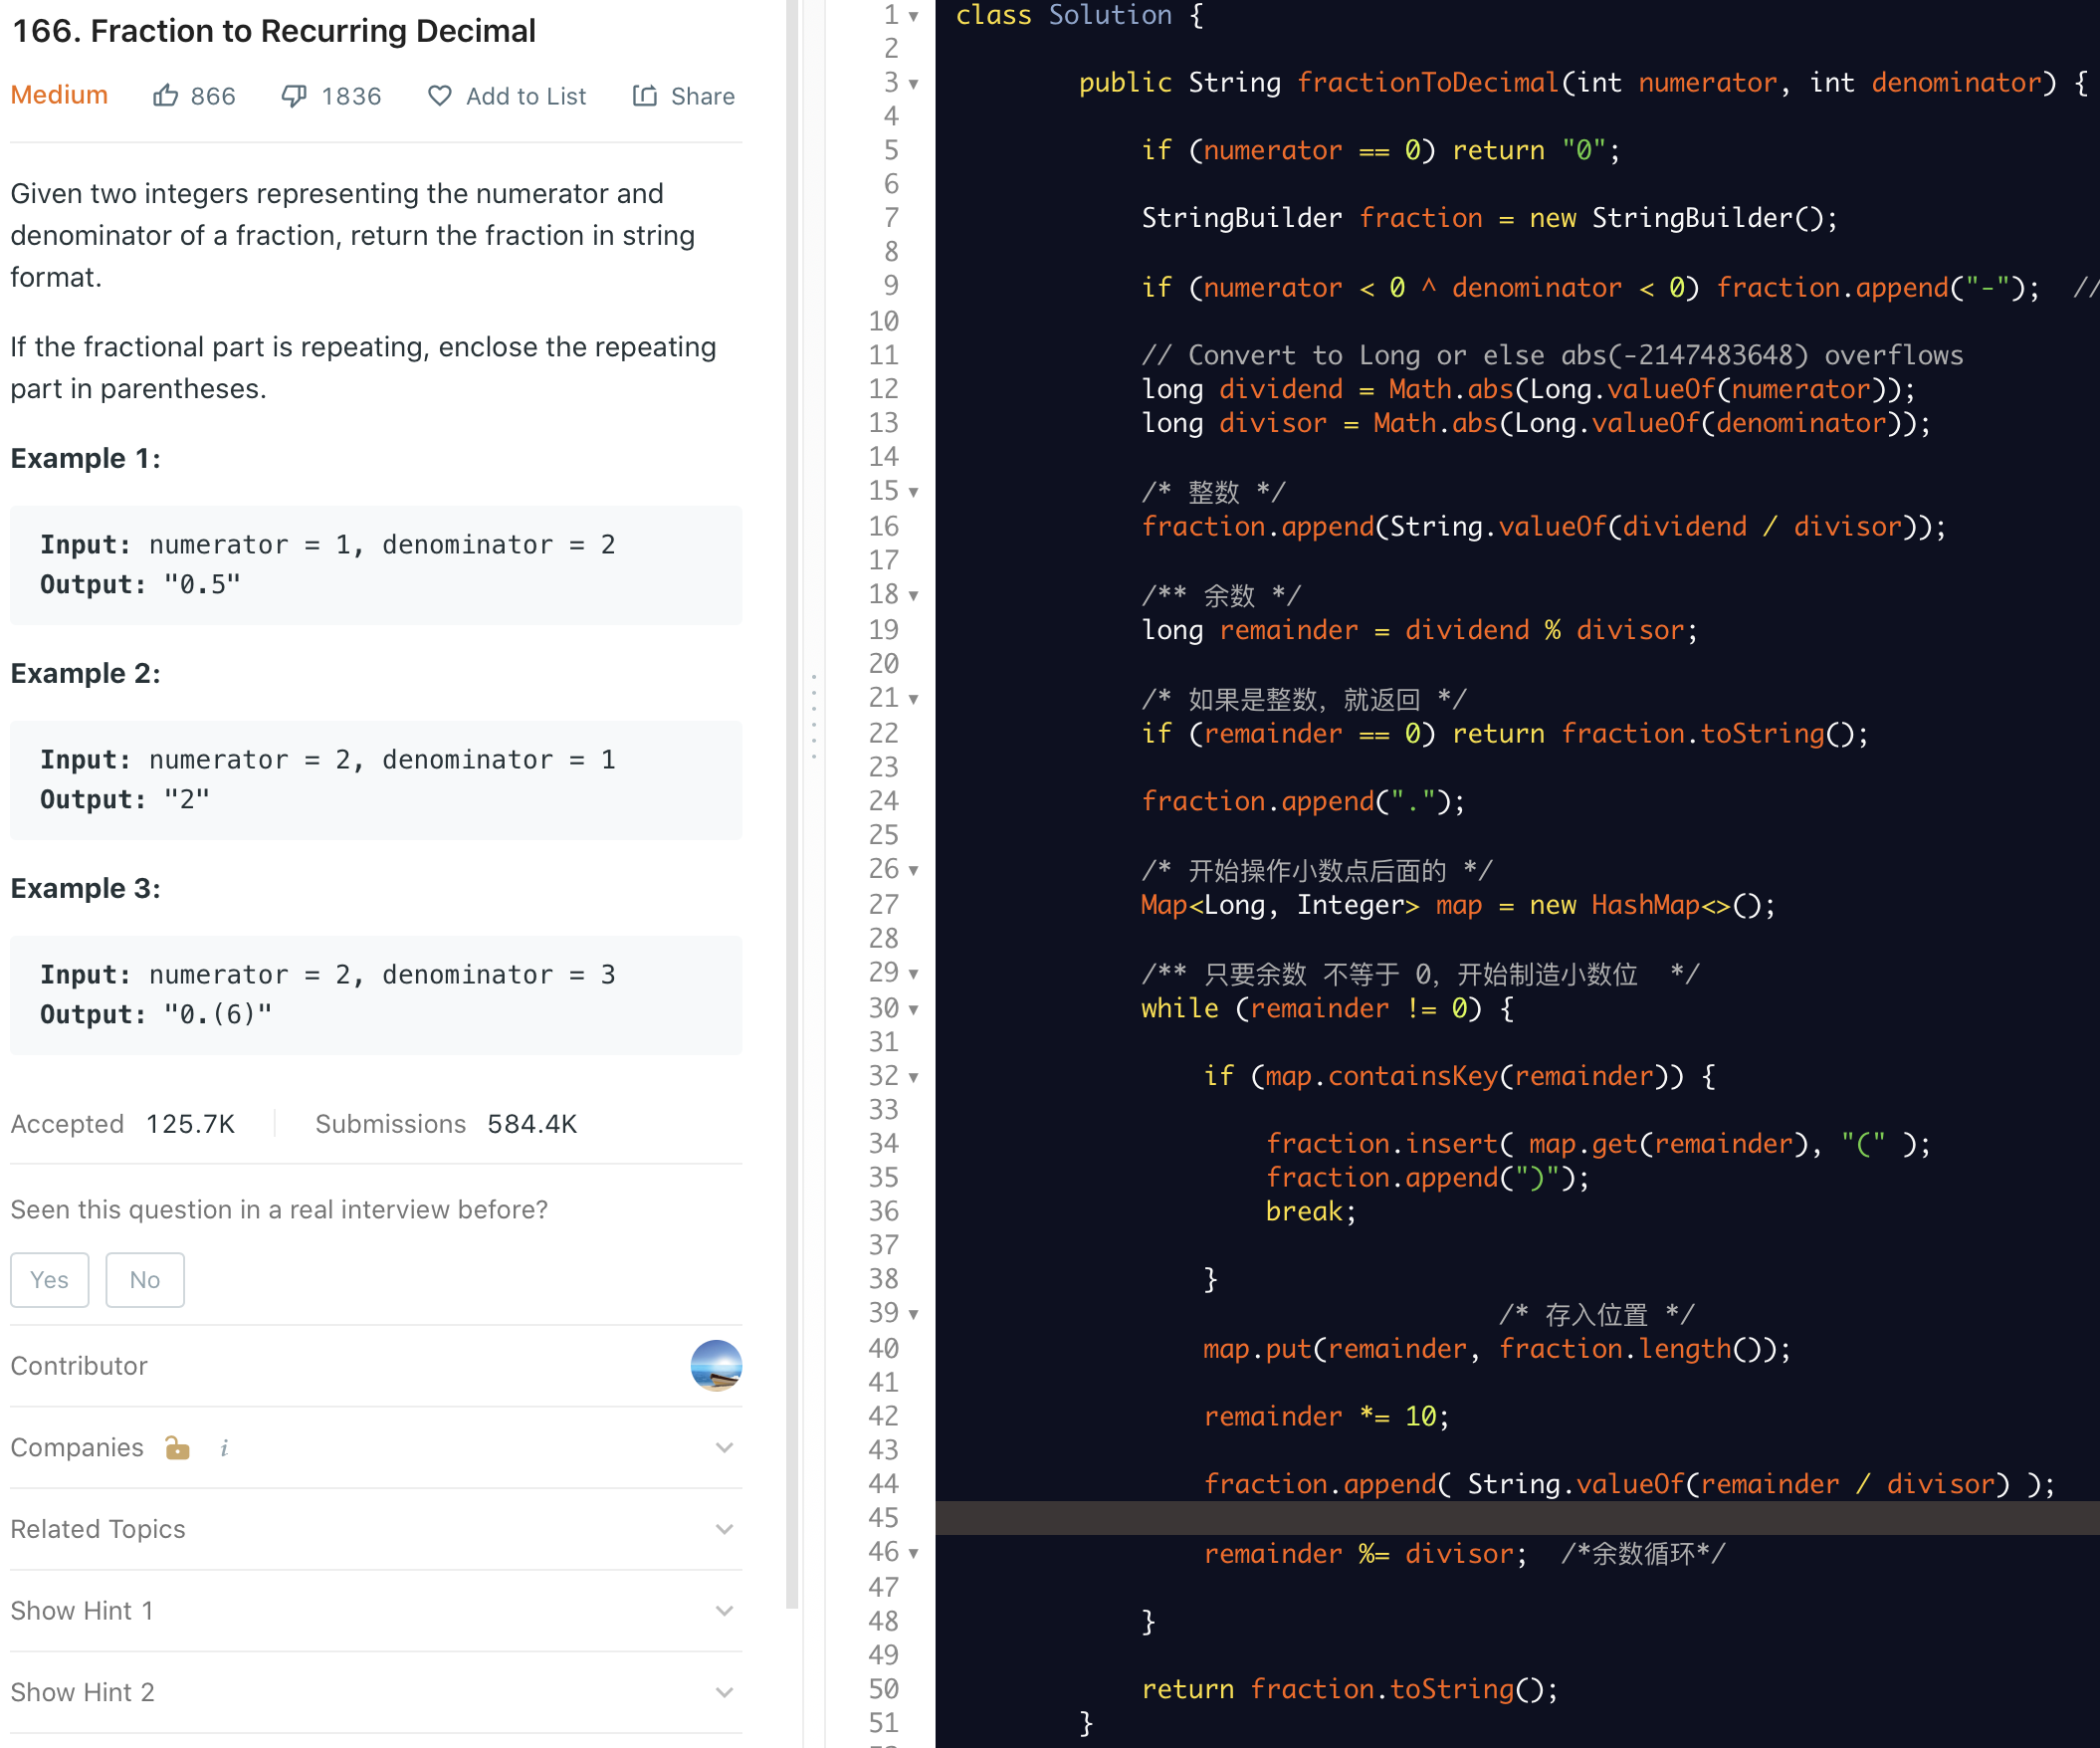 166. Fraction to Recurring Decimal
Medium 866 1836 Add to List Share
Given two integers representing the numerator and
denominator of a fraction, return the fraction in string
format.
If the fractional part is repeating, enclose the repeating
part in parentheses.
Example 1:
Input: numerator = 1, denominator = 2
Output: "0.5"
Example 2:
Input: numerator = 2, denominator = 1
Output: "2"
Example 3:
Input: numerator = 2, denominator = 3
Output: "0.(6)"
Accepted 125.7K Submissions 584.4K
Seen this question in a real interview before?
Yes No
Contributor
Companies i
Related Topics
Show Hint 1
Show Hint 2
1 class Solution {
2
3 public String fractionToDecimal(int numerator, int denominator) {
4
5 if (numerator == 0) return "0";
6
7 StringBuilder fraction = new StringBuilder();
8
9 if (numerator < 0 ^ denominator < 0) fraction.append("-"); //
10
11 // Convert to Long or else abs(-2147483648) overflows
12 long dividend = Math.abs(Long.valueOf(numerator));
13 long divisor = Math.abs(Long.valueOf(denominator));
14
15 /* 整数 */
16 fraction.append(String.valueOf(dividend / divisor));
17
18 /** 余数 */
19 long remainder = dividend % divisor;
20
21 /* 如果是整数，就返回 */
22 if (remainder == 0) return fraction.toString();
23
24 fraction.append(".");
25
26 /* 开始操作小数点后面的 */
27 Map<Long, Integer> map = new HashMap<>();
28
29 /** 只要余数 不等于 0，开始制造小数位 */
30 while (remainder != 0) {
31
32 if (map.containsKey(remainder)) {
33
34 fraction.insert( map.get(remainder), "(" );
35 fraction.append(")");
36 break;
37
38 }
39 /* 存入位置 */
40 map.put(remainder, fraction.length());
41
42 remainder *= 10;
43
44 fraction.append( String.valueOf(remainder / divisor) );
45
46 remainder %= divisor; /*余数循环*/
47
48 }
49
50 return fraction.toString();
51 }